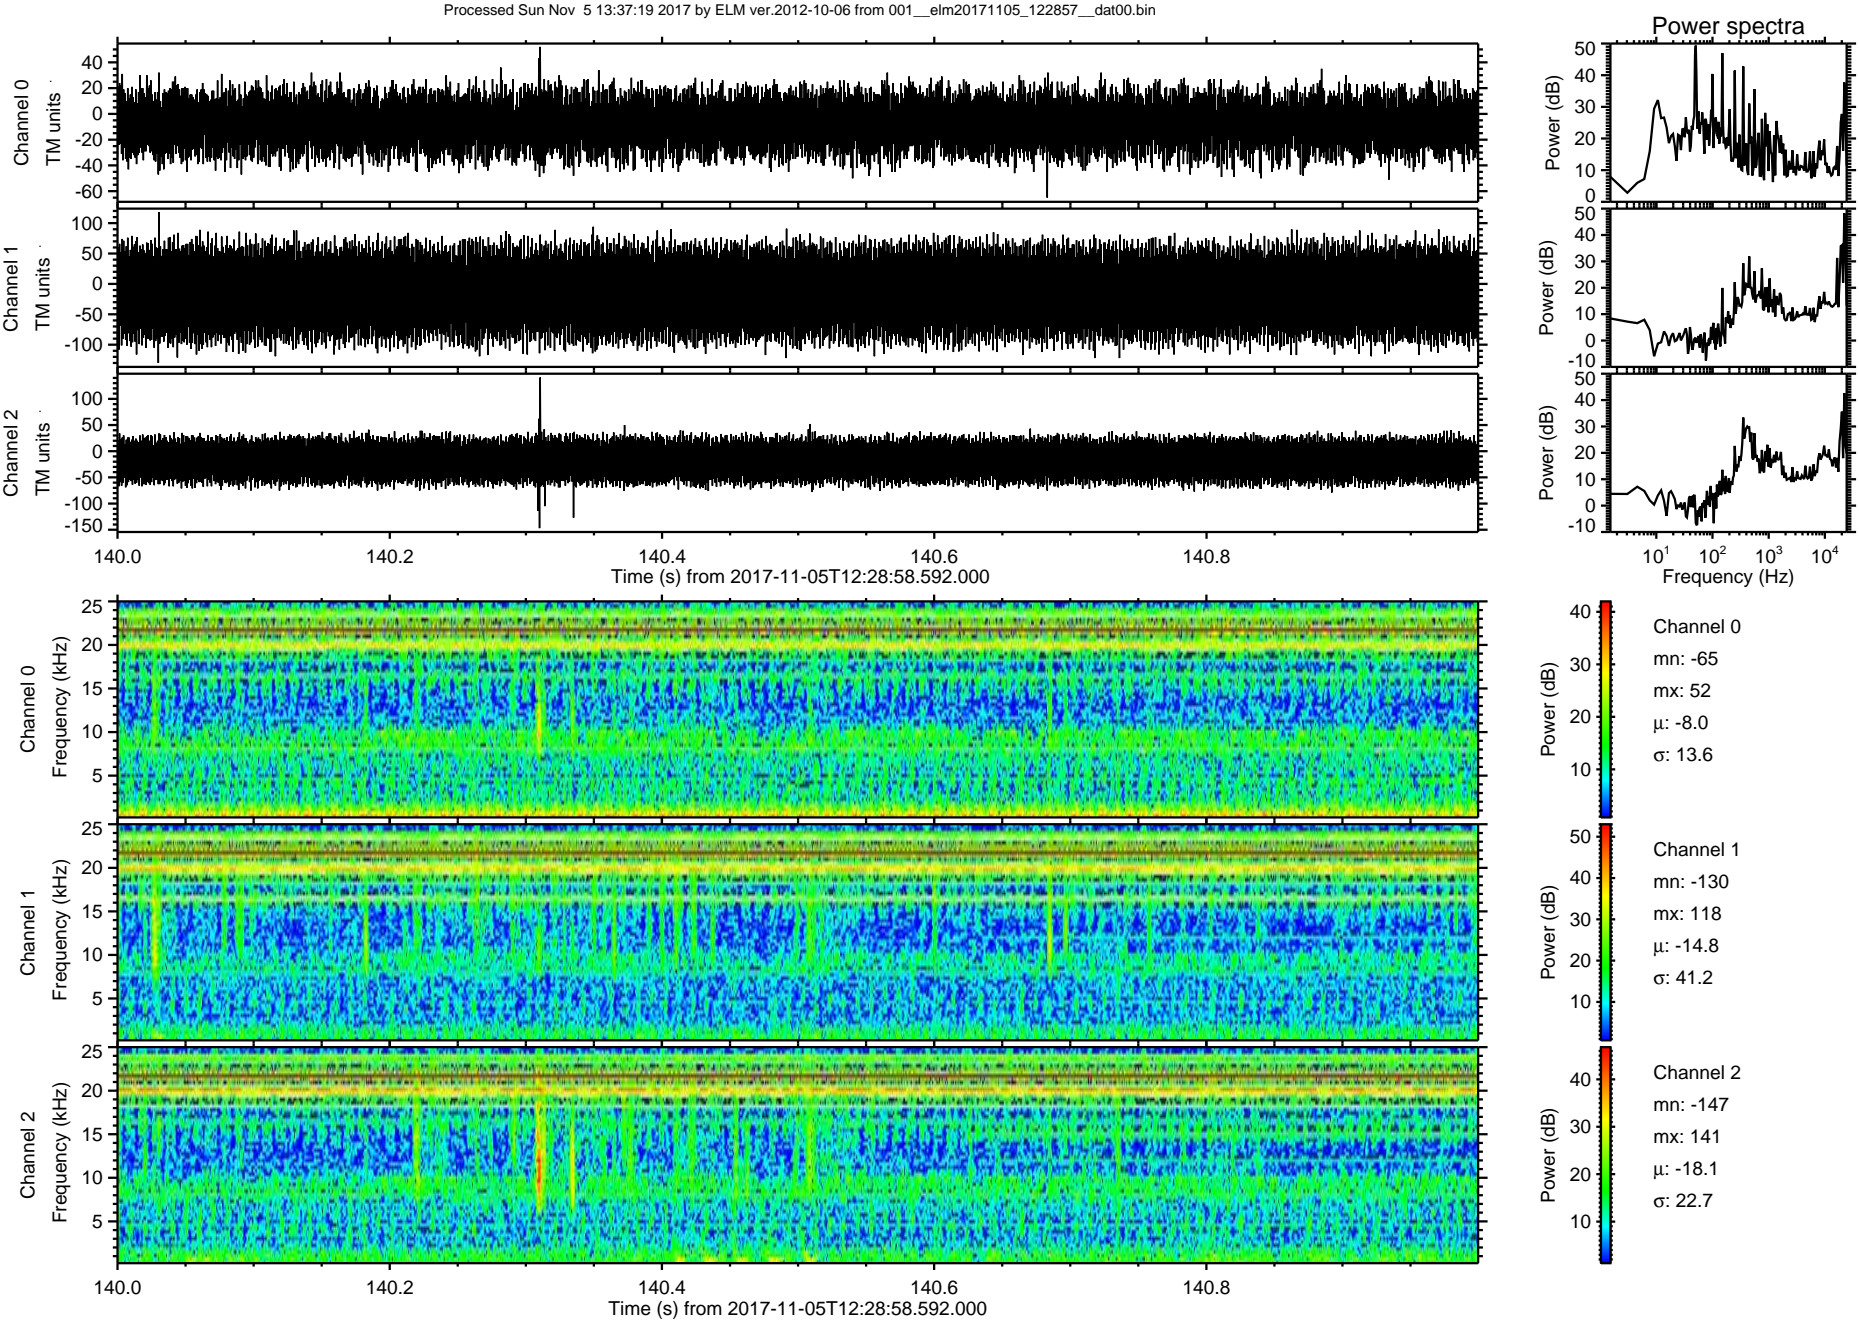 Processed Sun Nov  5 13:37:19 2017 by ELM ver.2012-10-06 from 001__elm20171105_122857__dat00.bin
Power spectra
Channel 0
TM units
40
20
0
-20
-40
-60
Power (dB)
50
40
30
20
10
0
Channel 1
TM units
100
50
0
-50
-100
Power (dB)
50
40
30
20
10
0
-10
Channel 2
TM units
100
50
0
-50
-100
-150
Power (dB)
50
40
30
20
10
0
-10
140.0 140.2 140.4 140.6 140.8
Time (s) from 2017-11-05T12:28:58.592.000
10¹ 10² 10³ 10⁴
Frequency (Hz)
Channel 0
Frequency (kHz)
25
20
15
10
5
Power (dB)
40
30
20
10
Channel 0
mn: -65
mx: 52
μ: -8.0
σ: 13.6
Channel 1
Frequency (kHz)
25
20
15
10
5
Power (dB)
50
40
30
20
10
Channel 1
mn: -130
mx: 118
μ: -14.8
σ: 41.2
Channel 2
Frequency (kHz)
25
20
15
10
5
Power (dB)
40
30
20
10
Channel 2
mn: -147
mx: 141
μ: -18.1
σ: 22.7
140.0 140.2 140.4 140.6 140.8
Time (s) from 2017-11-05T12:28:58.592.000